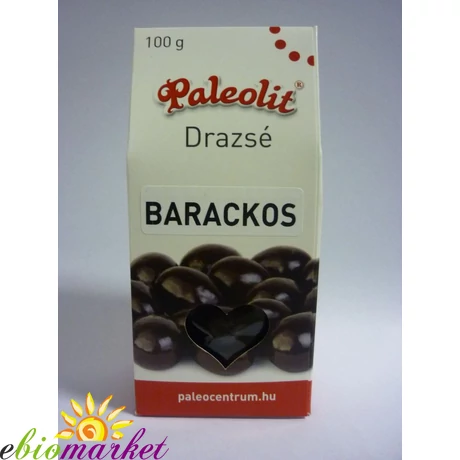 100 g
Paleolit®
Drazsé
BARACKOS
paleocentrum.hu
ebiomarket